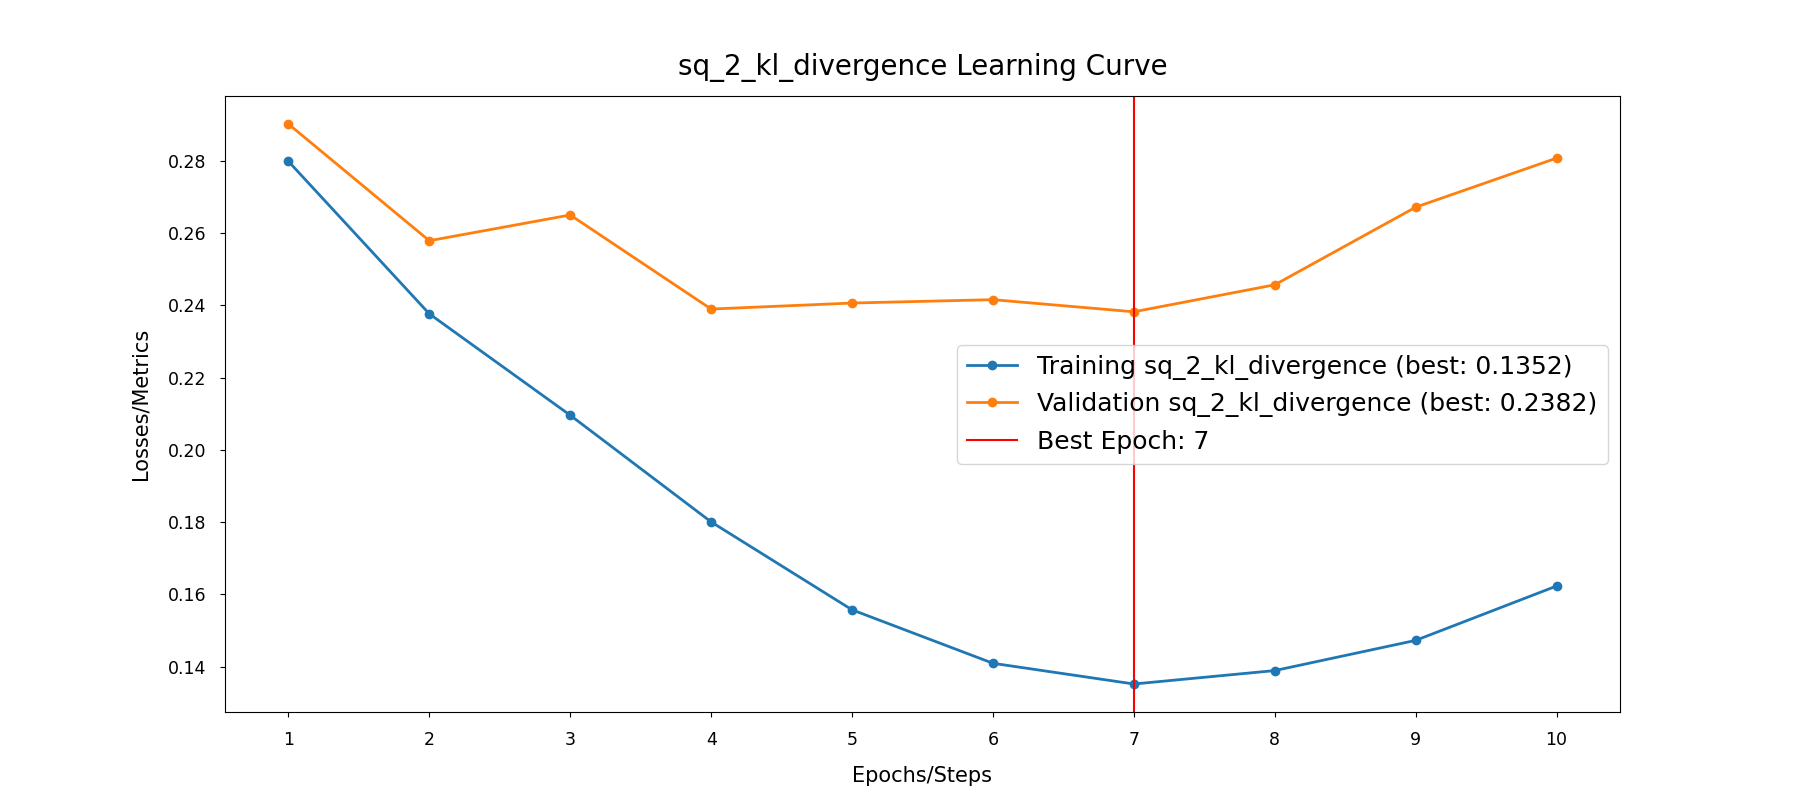 sq_2_kl_divergence Learning Curve
Losses/Metrics
0.28
0.26
0.24
0.22
0.20
0.18
0.16
0.14
Training sq_2_kl_divergence (best: 0.1352)
Validation sq_2_kl_divergence (best: 0.2382)
Best Epoch: 7
1 2 3 4 5 6 7 8 9 10
Epochs/Steps